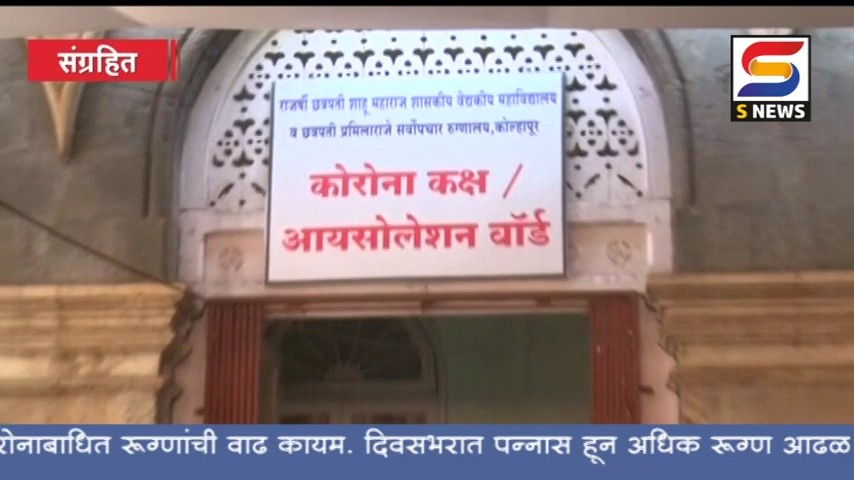 संग्रहित
S NEWS
राजर्षी छत्रपती शाहू महाराज शासकीय वैद्यकीय महाविद्यालय
व छत्रपती प्रमिलाराजे सर्वोपचार रुग्णालय,कोल्हापूर
कोरोना कक्ष /
आयसोलेशन वॉर्ड
रोनाबाधित रूग्णांची वाढ कायम. दिवसभरात पन्नास हून अधिक रूग्ण आढळ